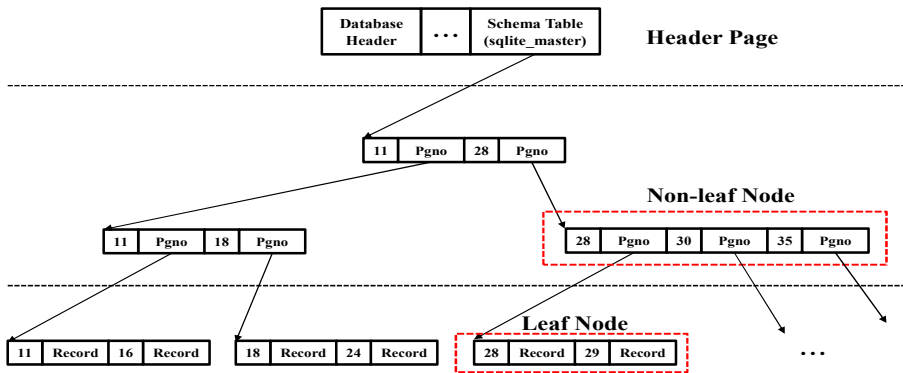 Database Header
...
Schema Table (sqlite_master)
Header Page
11 Pgno 28 Pgno
Non-leaf Node
11 Pgno 18 Pgno
28 Pgno 30 Pgno 35 Pgno
Leaf Node
11 Record 16 Record
18 Record 24 Record
28 Record 29 Record
...